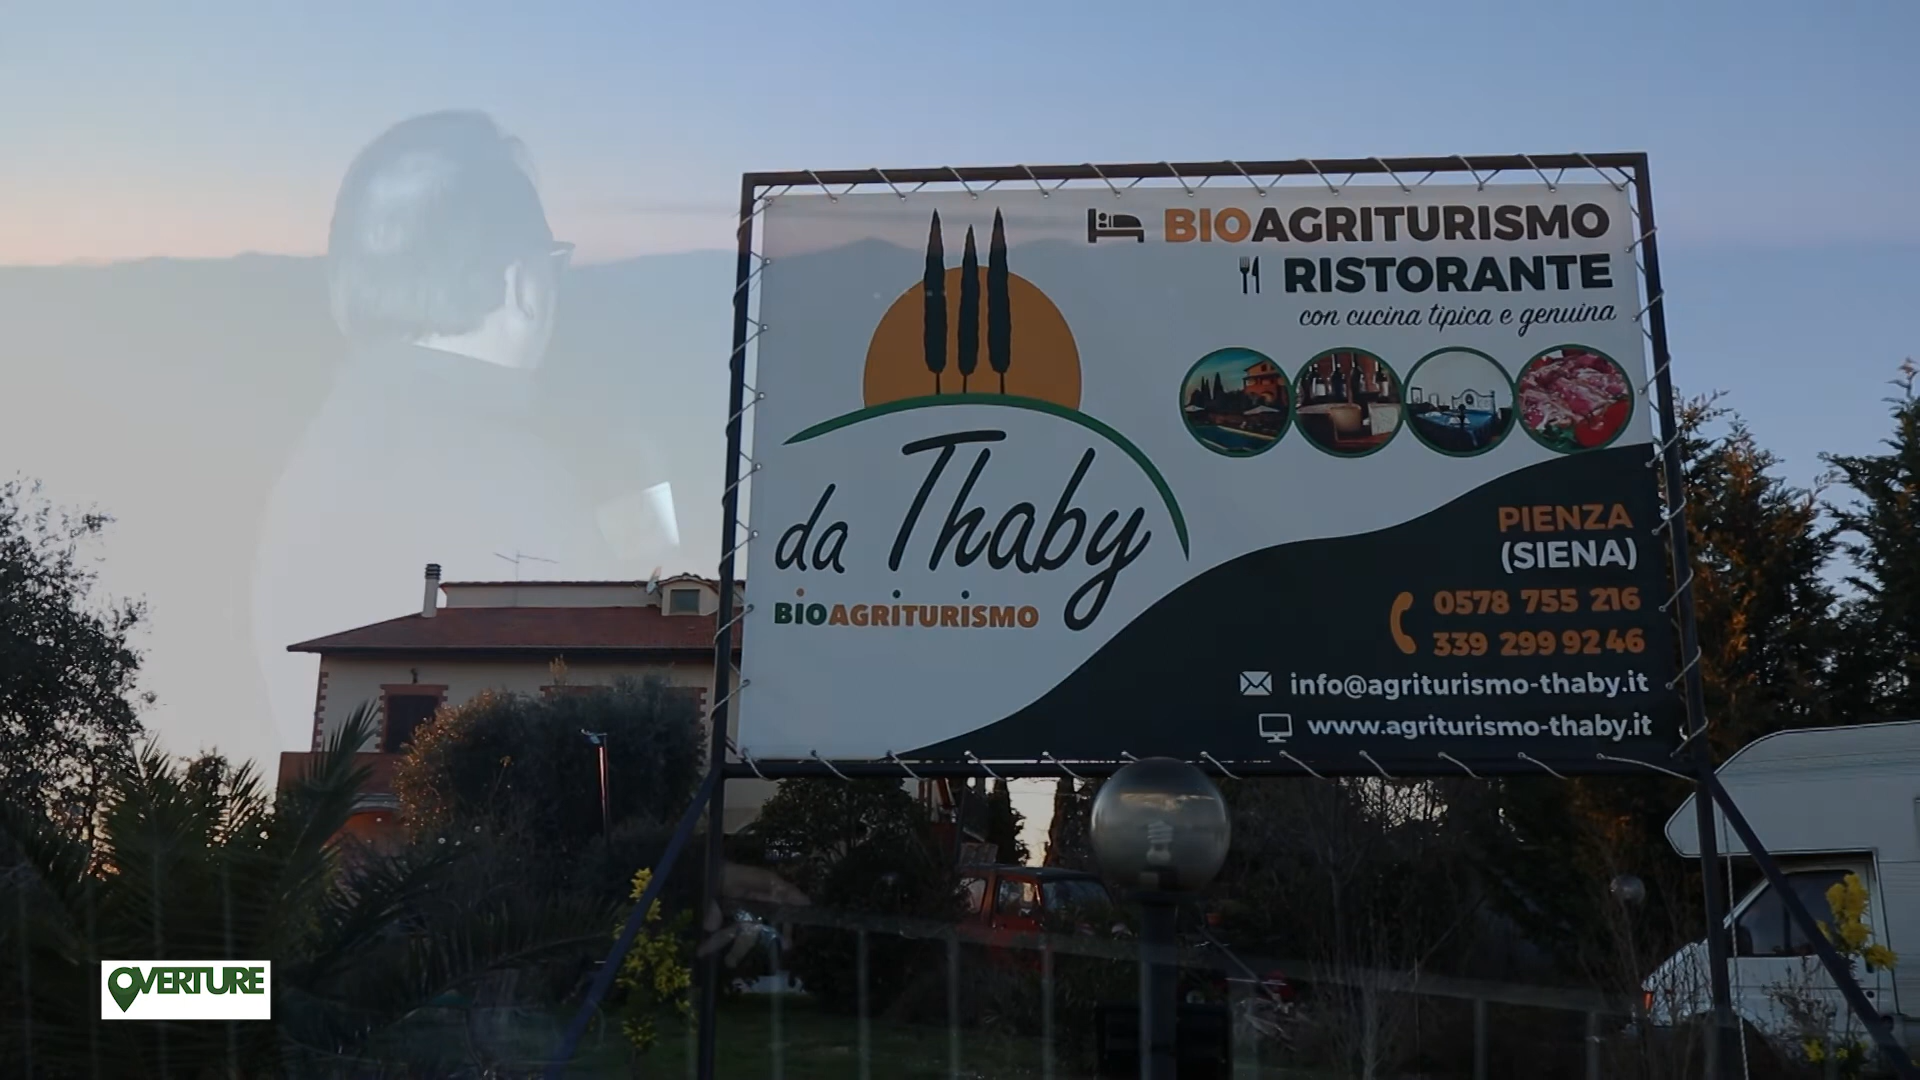 BIOAGRITURISMO
RISTORANTE
con cucina tipica e genuina
da Thaby
BIOAGRITURISMO
PIENZA
(SIENA)
0578 755 216
339 299 92 46
info@agriturismo-thaby.it
www.agriturismo-thaby.it
OVERTURE